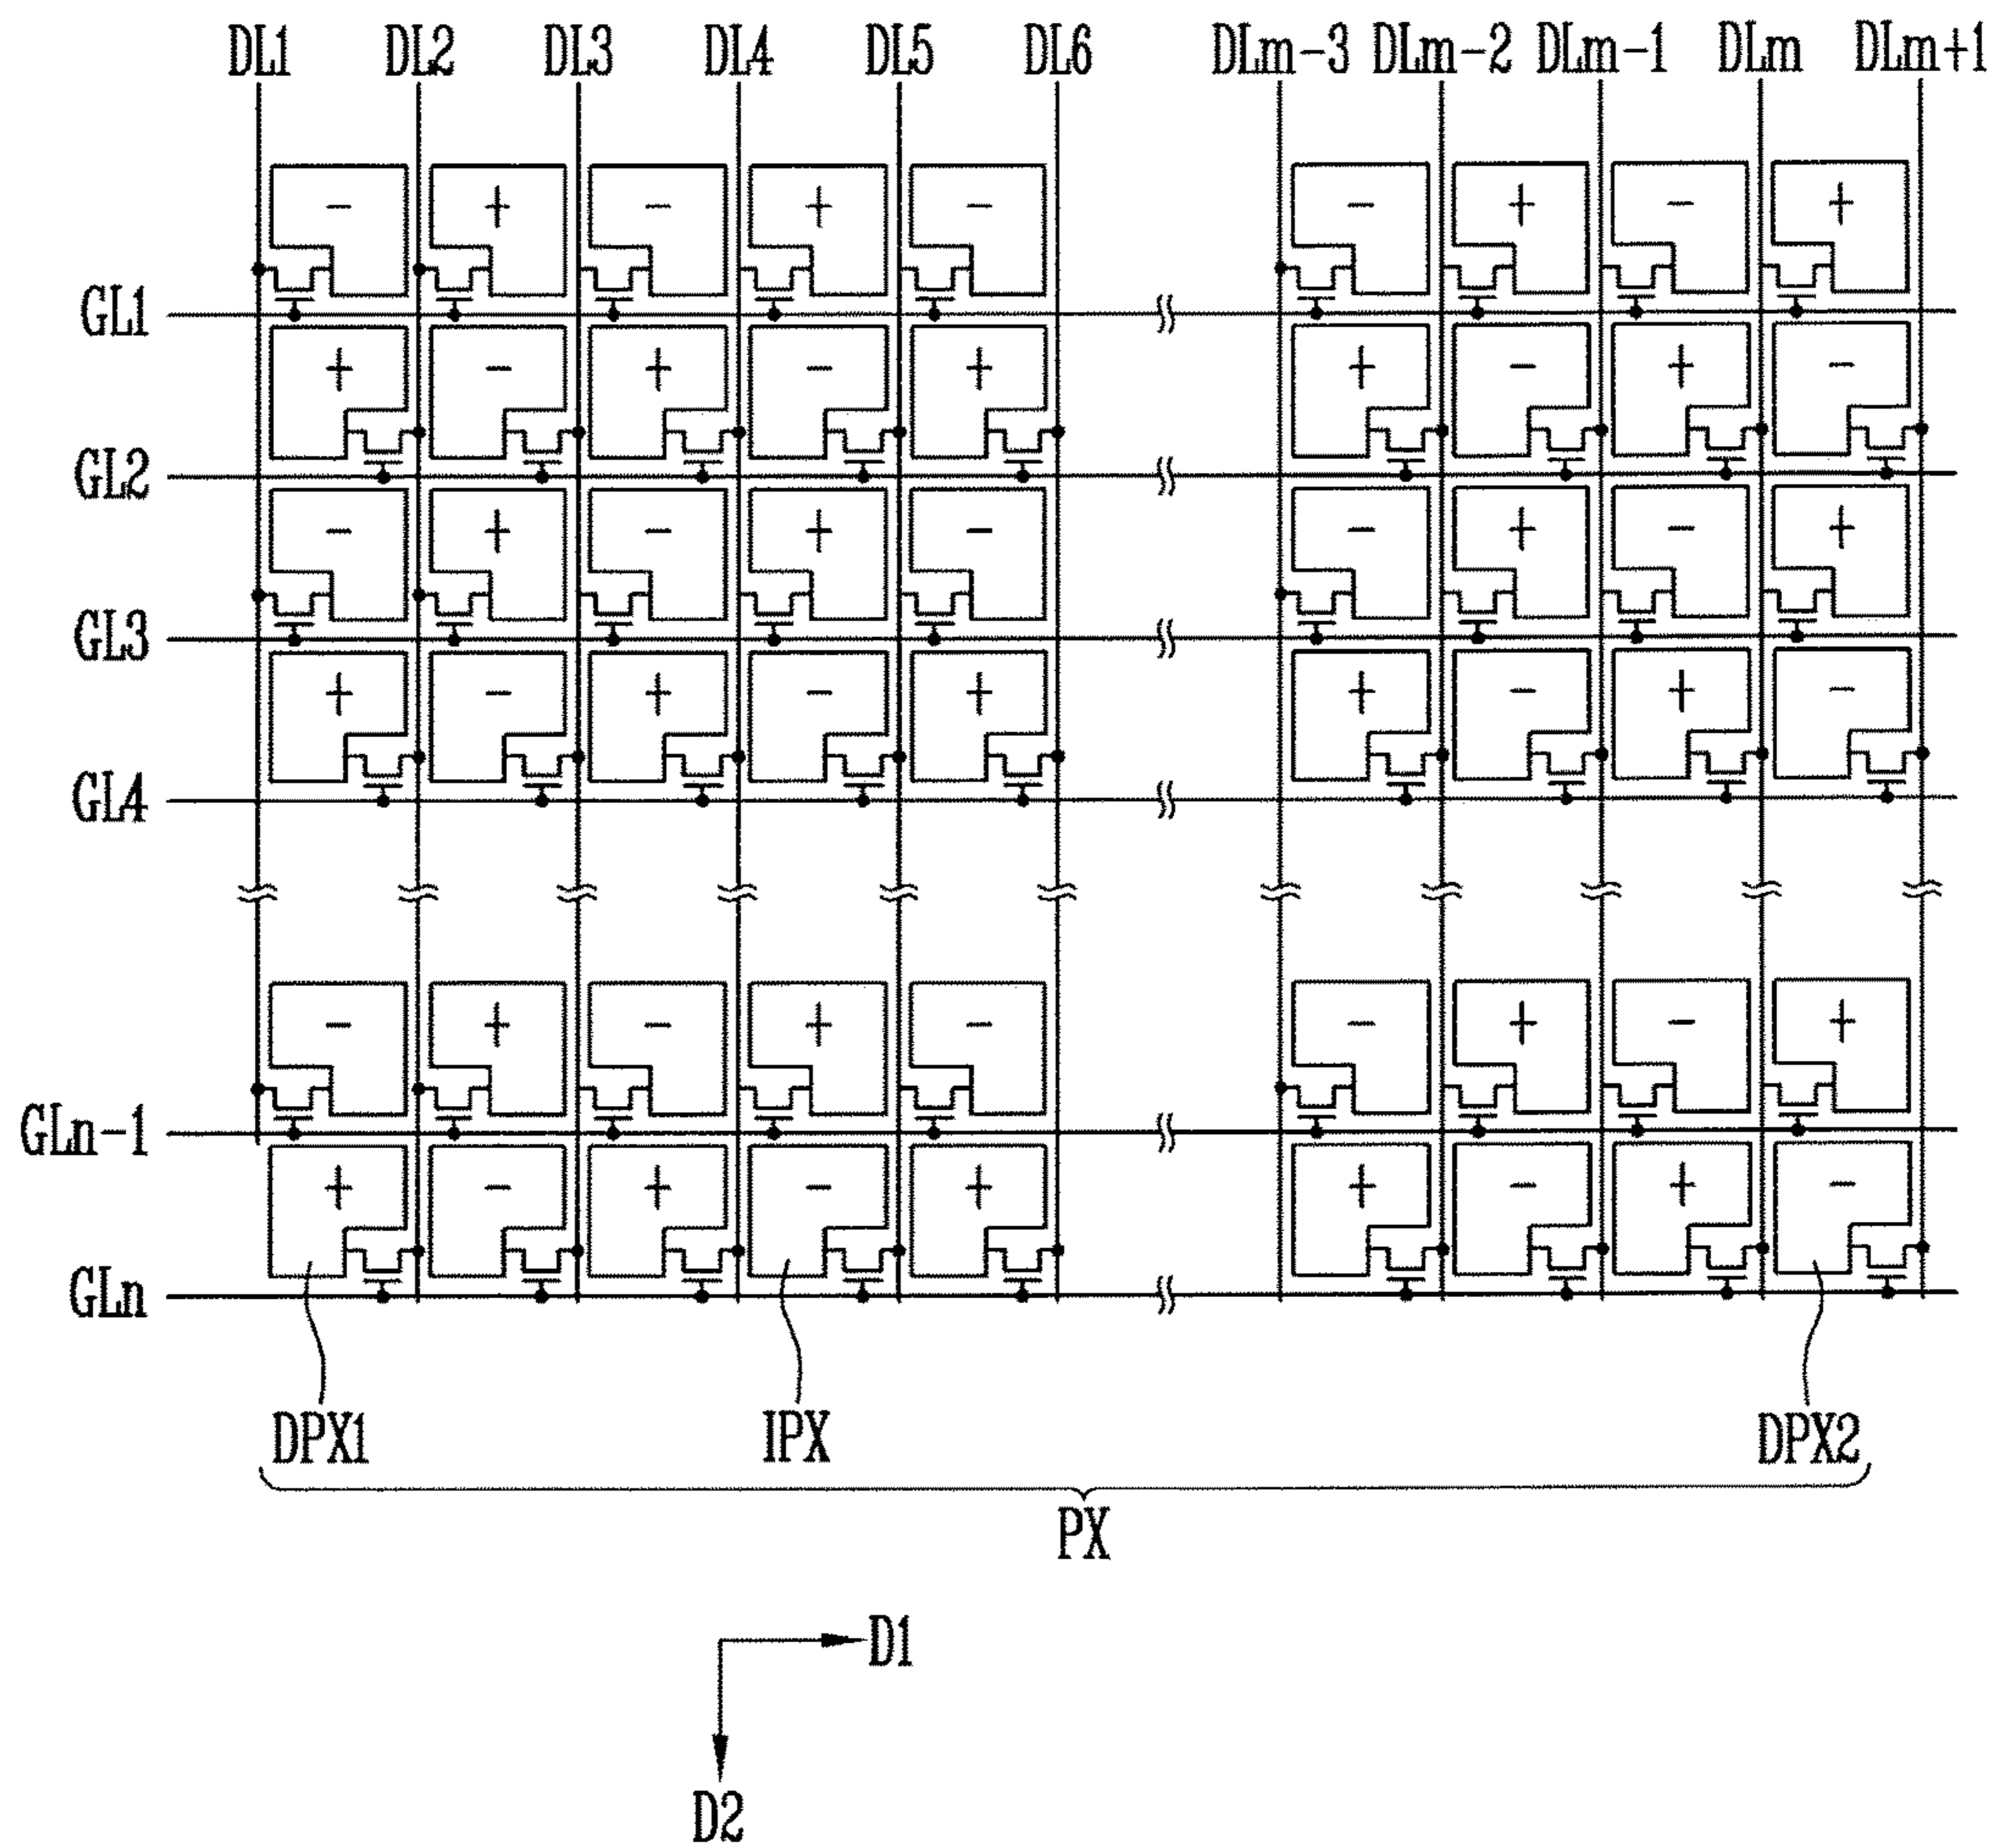 DL1 DL2 DL3 DL4 DL5 DL6 DLm-3 DLm-2 DLm-1 DLm DLm+1
- + - + - - + - +
GL1
+ - + - + + - + -
GL2
- + - + - - + - +
GL3
+ - + - + + - + -
GL4
- + - + - - + - +
GLn-1
+ - + - + + - + -
GLn
DPX1 IPX DPX2
PX
D1
D2